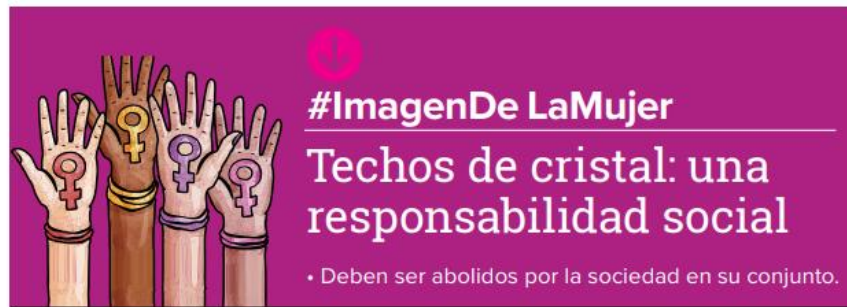 #ImagenDe LaMujer
Techos de cristal: una
responsabilidad social
• Deben ser abolidos por la sociedad en su conjunto.